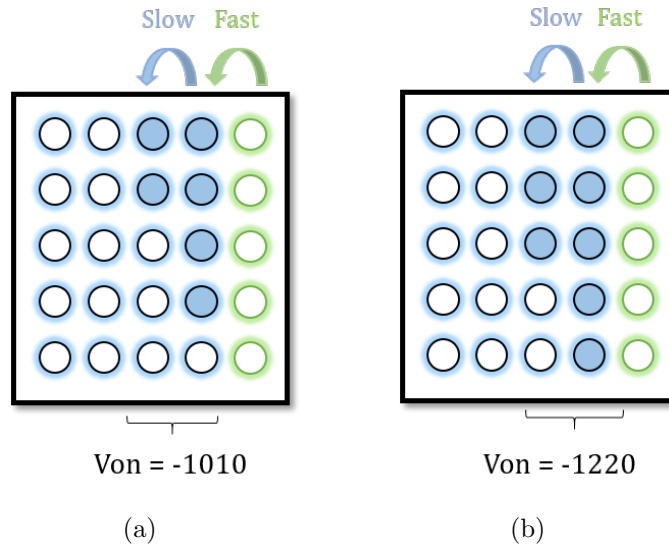 Slow Fast
Slow Fast
Von = -1010
Von = -1220
(a)
(b)